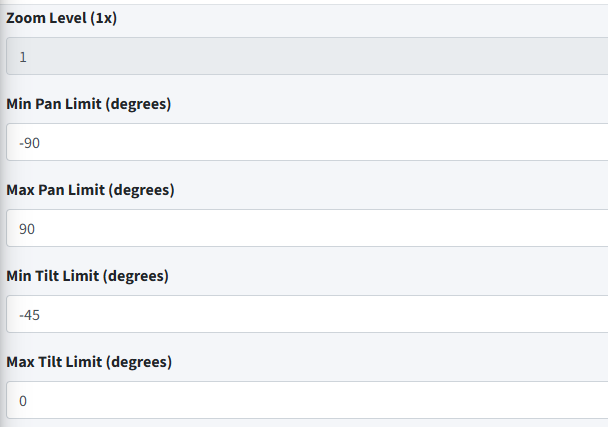 Zoom Level (1x)
1
Min Pan Limit (degrees)
-90
Max Pan Limit (degrees)
90
Min Tilt Limit (degrees)
-45
Max Tilt Limit (degrees)
0